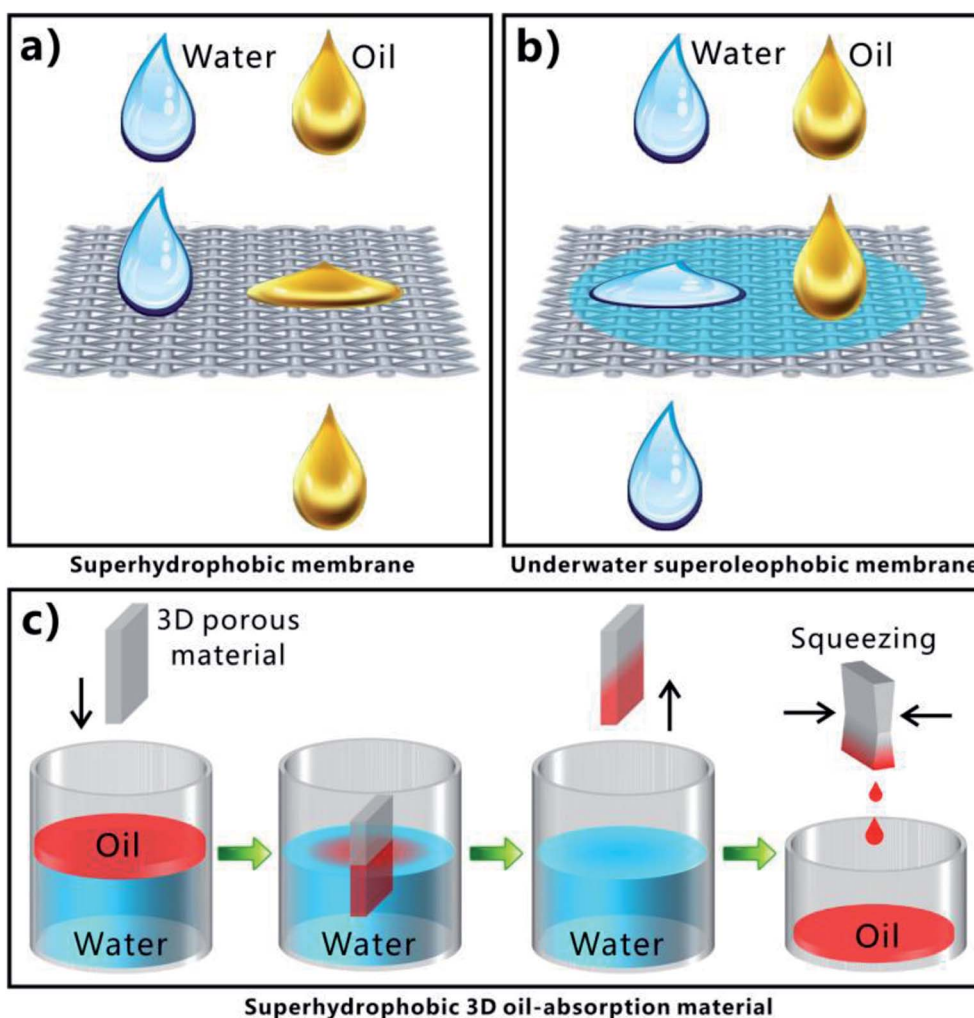 a)
Water
Oil
Superhydrophobic membrane
b)
Water
Oil
Underwater superoleophobic membrane
c)
3D porous
material
Squeezing
Oil
Water
Water
Water
Oil
Superhydrophobic 3D oil-absorption material